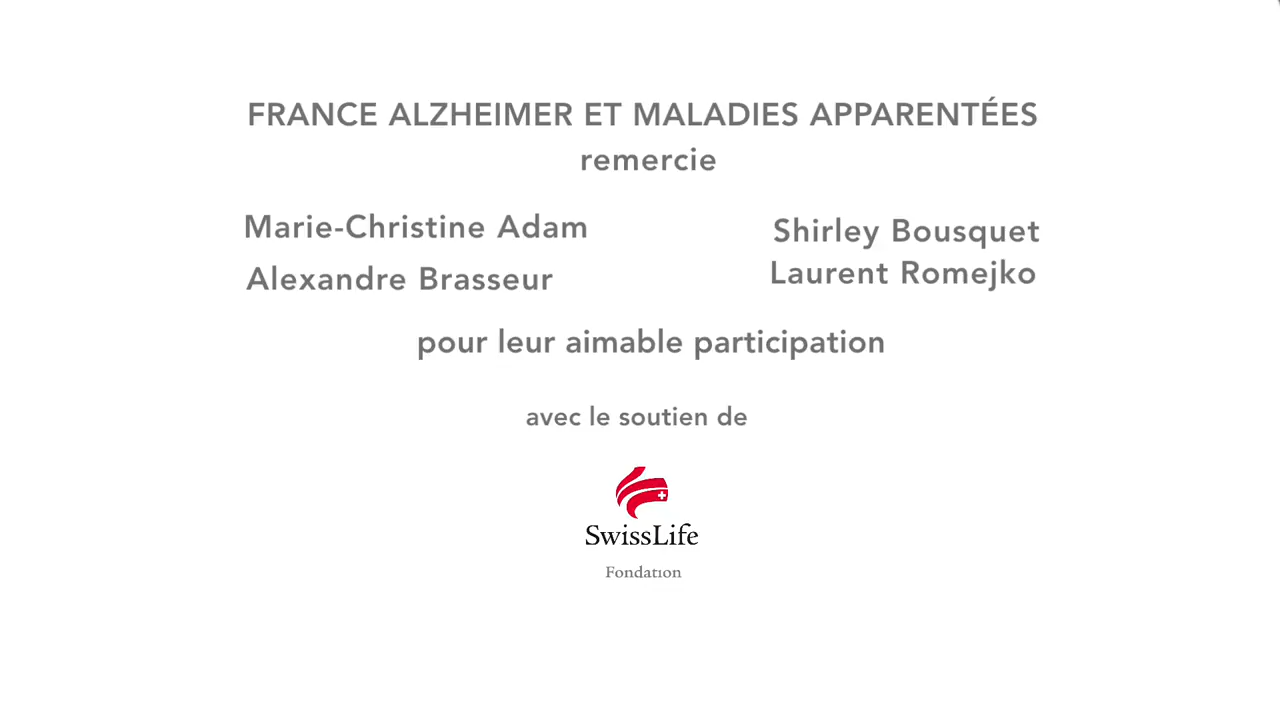 FRANCE ALZHEIMER ET MALADIES APPARENTÉES
remercie
Marie-Christine Adam
Shirley Bousquet
Alexandre Brasseur
Laurent Romejko
pour leur aimable participation
avec le soutien de
SwissLife
Fondation